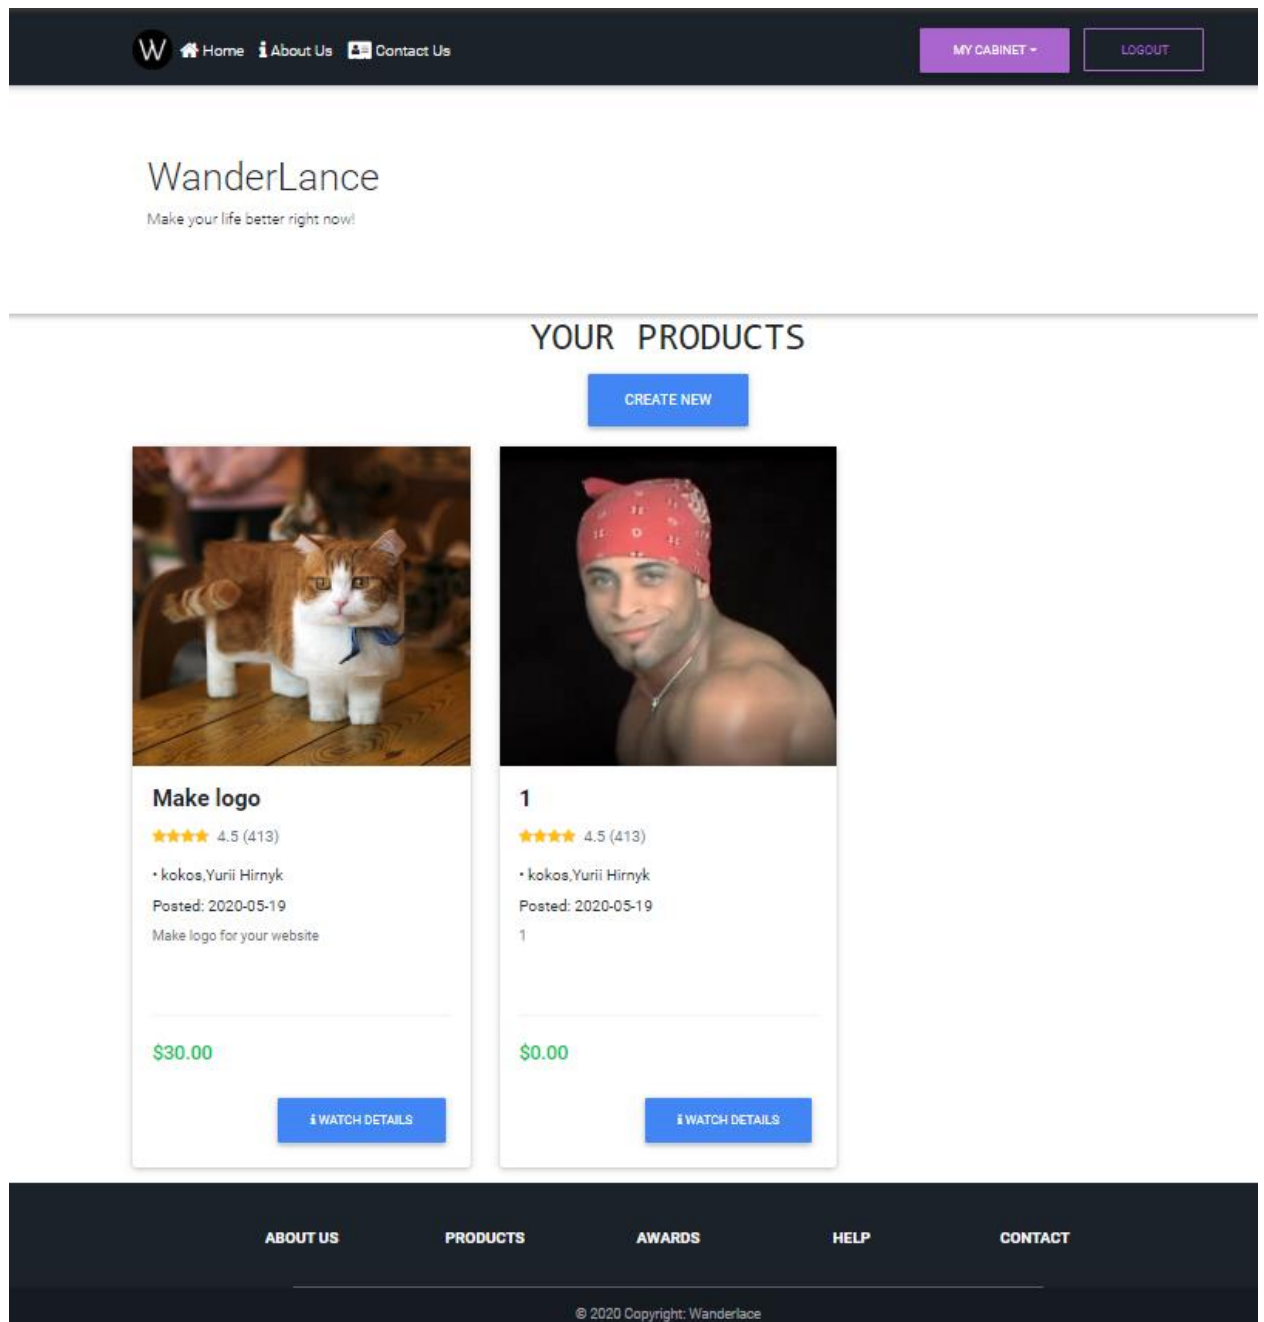 W Home About Us Contact Us MY CABINET LOGOUT
WanderLance
Make your life better right now!
YOUR PRODUCTS
CREATE NEW
Make logo
4.5 (413)
• kokos,Yurii Hirnyk
Posted: 2020-05-19
Make logo for your website
$30.00
WATCH DETAILS
1
4.5 (413)
• kokos,Yurii Hirnyk
Posted: 2020-05-19
1
$0.00
WATCH DETAILS
ABOUT US PRODUCTS AWARDS HELP CONTACT
© 2020 Copyright: Wanderlace